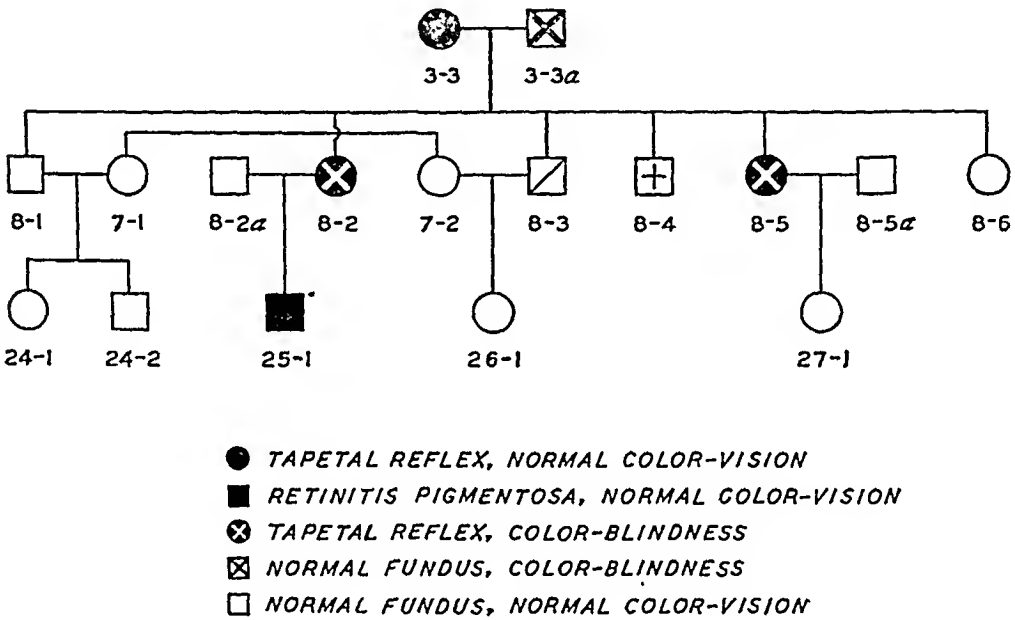 3-3 3-3a
8-1 7-1 8-2a 8-2 7-2 8-3 8-4 8-5 8-5a 8-6
24-1 24-2 25-1 26-1 27-1
TAPETAL REFLEX, NORMAL COLOR-VISION
RETINITIS PIGMENTOSA, NORMAL COLOR-VISION
TAPETAL REFLEX, COLOR-BLINDNESS
NORMAL FUNDUS, COLOR-BLINDNESS
NORMAL FUNDUS, NORMAL COLOR-VISION